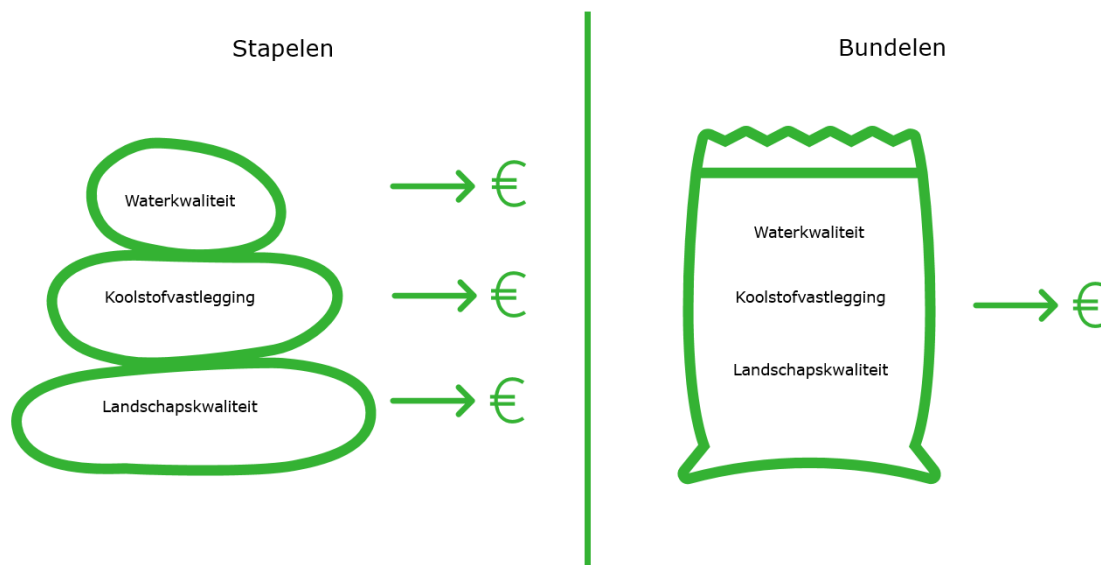 Stapelen
Waterkwaliteit
€
Koolstofvastlegging
€
Landschapskwaliteit
€
Bundelen
Waterkwaliteit
Koolstofvastlegging
Landschapskwaliteit
€